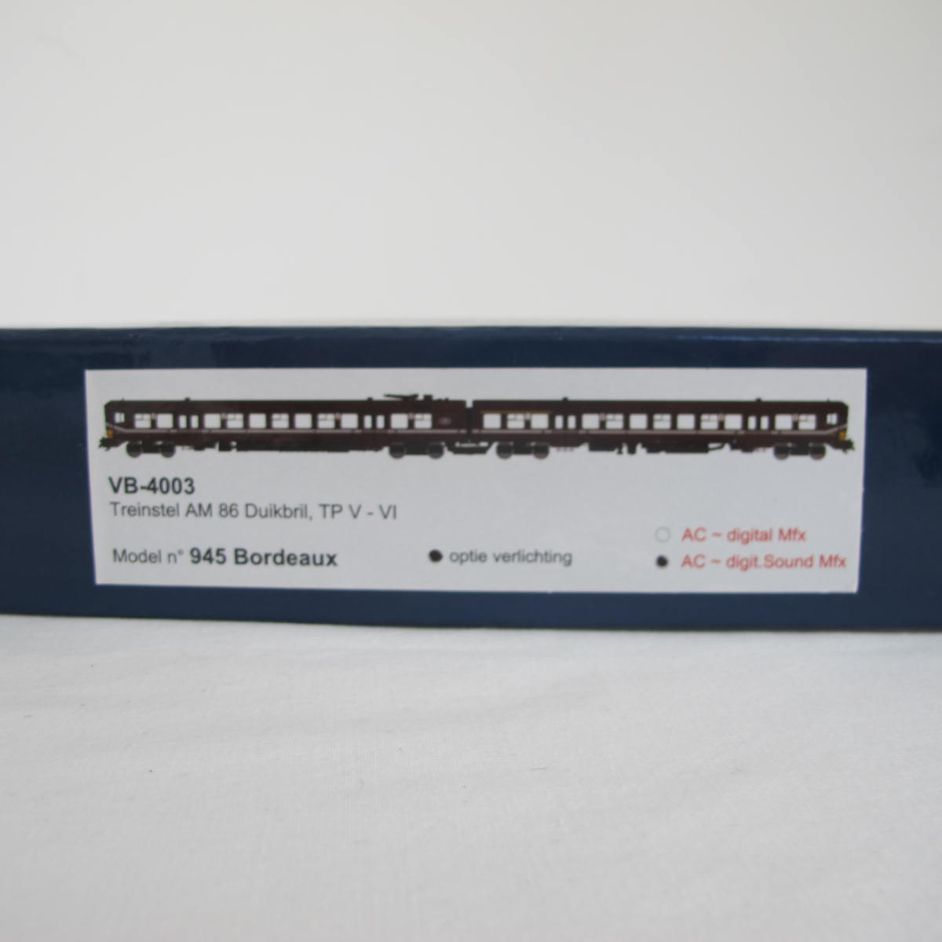 VB-4003
Treinstel AM 86 Duikbril, TP V - VI
Model n° 945 Bordeaux
● optie verlichting
○ AC ~ digital Mfx
● AC ~ digit.Sound Mfx